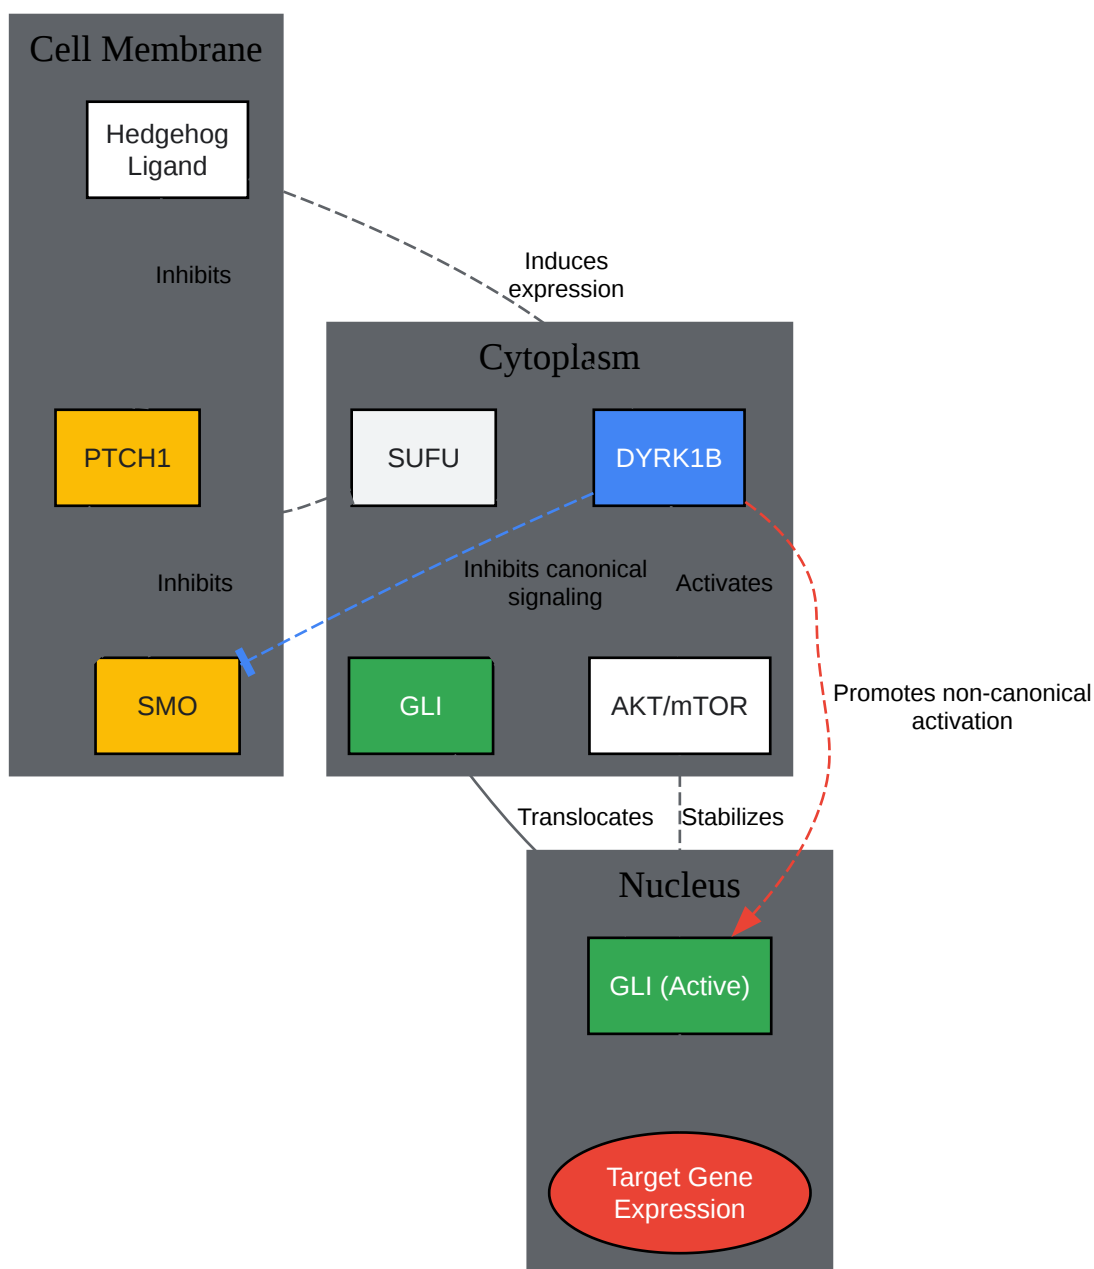 Cell Membrane
Hedgehog
Ligand
Inhibits
Induces
expression
Cytoplasm
PTCH1
SUFU
DYRK1B
Inhibits
Inhibits canonical
signaling
Activates
SMO
GLI
AKT/mTOR
Promotes non-canonical
activation
Translocates
Stabilizes
Nucleus
GLI (Active)
Target Gene
Expression